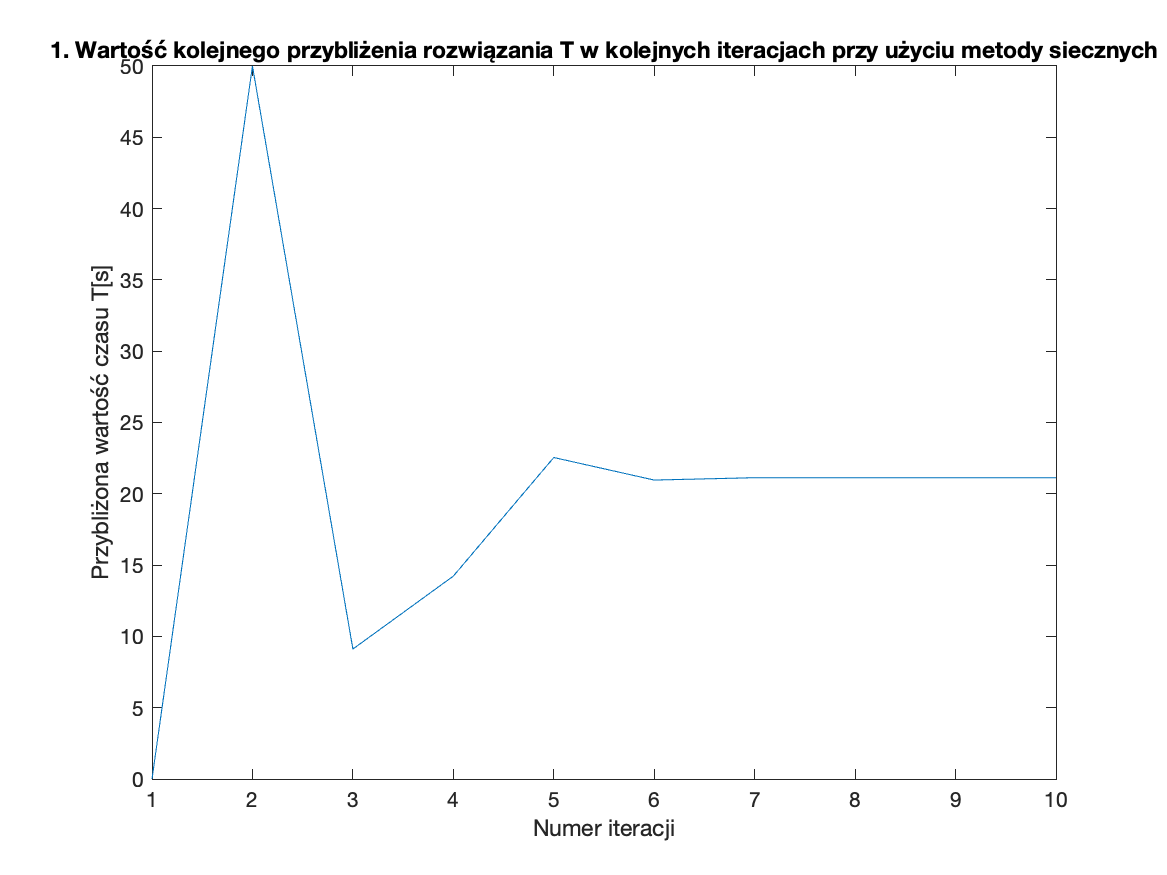 1. Wartość kolejnego przybliżenia rozwiązania T w kolejnych iteracjach przy użyciu metody siecznych
50
45
40
35
30
25
20
15
10
5
0
Przybliżona wartość czasu T[s]
1 2 3 4 5 6 7 8 9 10
Numer iteracji